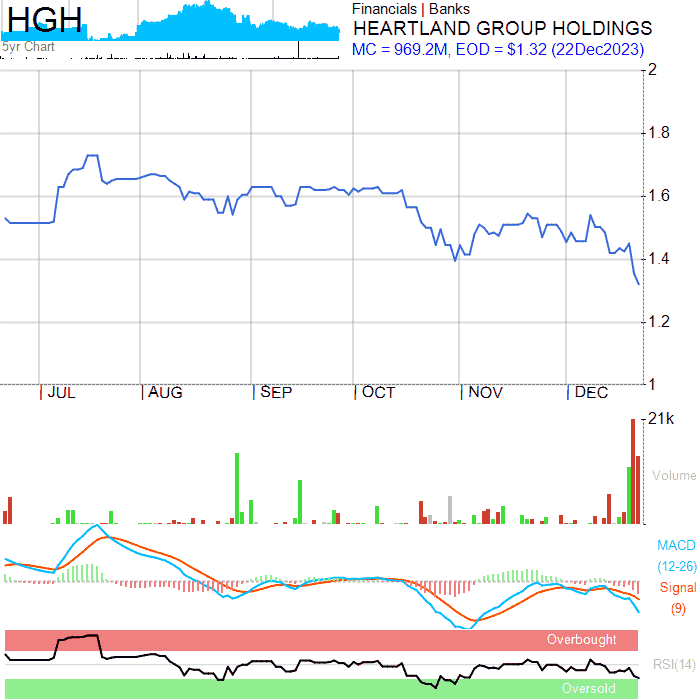 HGH
5yr Chart
Financials | Banks
HEARTLAND GROUP HOLDINGS
MC = 969.2M, EOD = $1.32 (22Dec2023)
2
1.8
1.6
1.4
1.2
1
| JUL | AUG | SEP | OCT | NOV | DEC
21k
Volume
MACD
(12-26)
Signal
(9)
Overbought
RSI(14)
Oversold